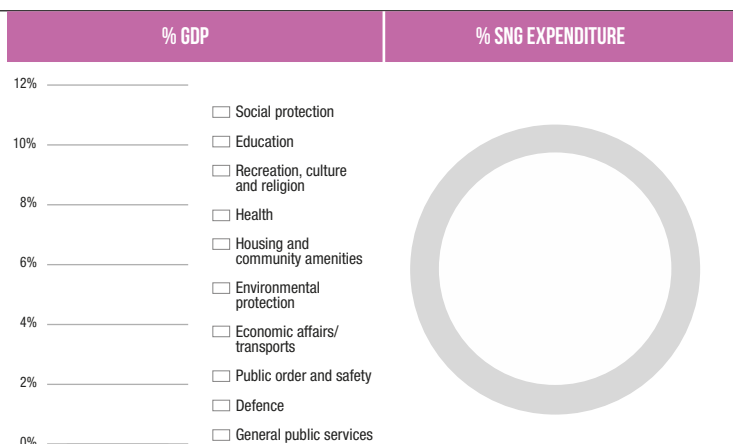 % GDP
% SNG EXPENDITURE
12%
10%
8%
6%
4%
2%
0%
Social protection
Education
Recreation, culture
and religion
Health
Housing and
community amenities
Environmental
protection
Economic affairs/
transports
Public order and safety
Defence
General public services